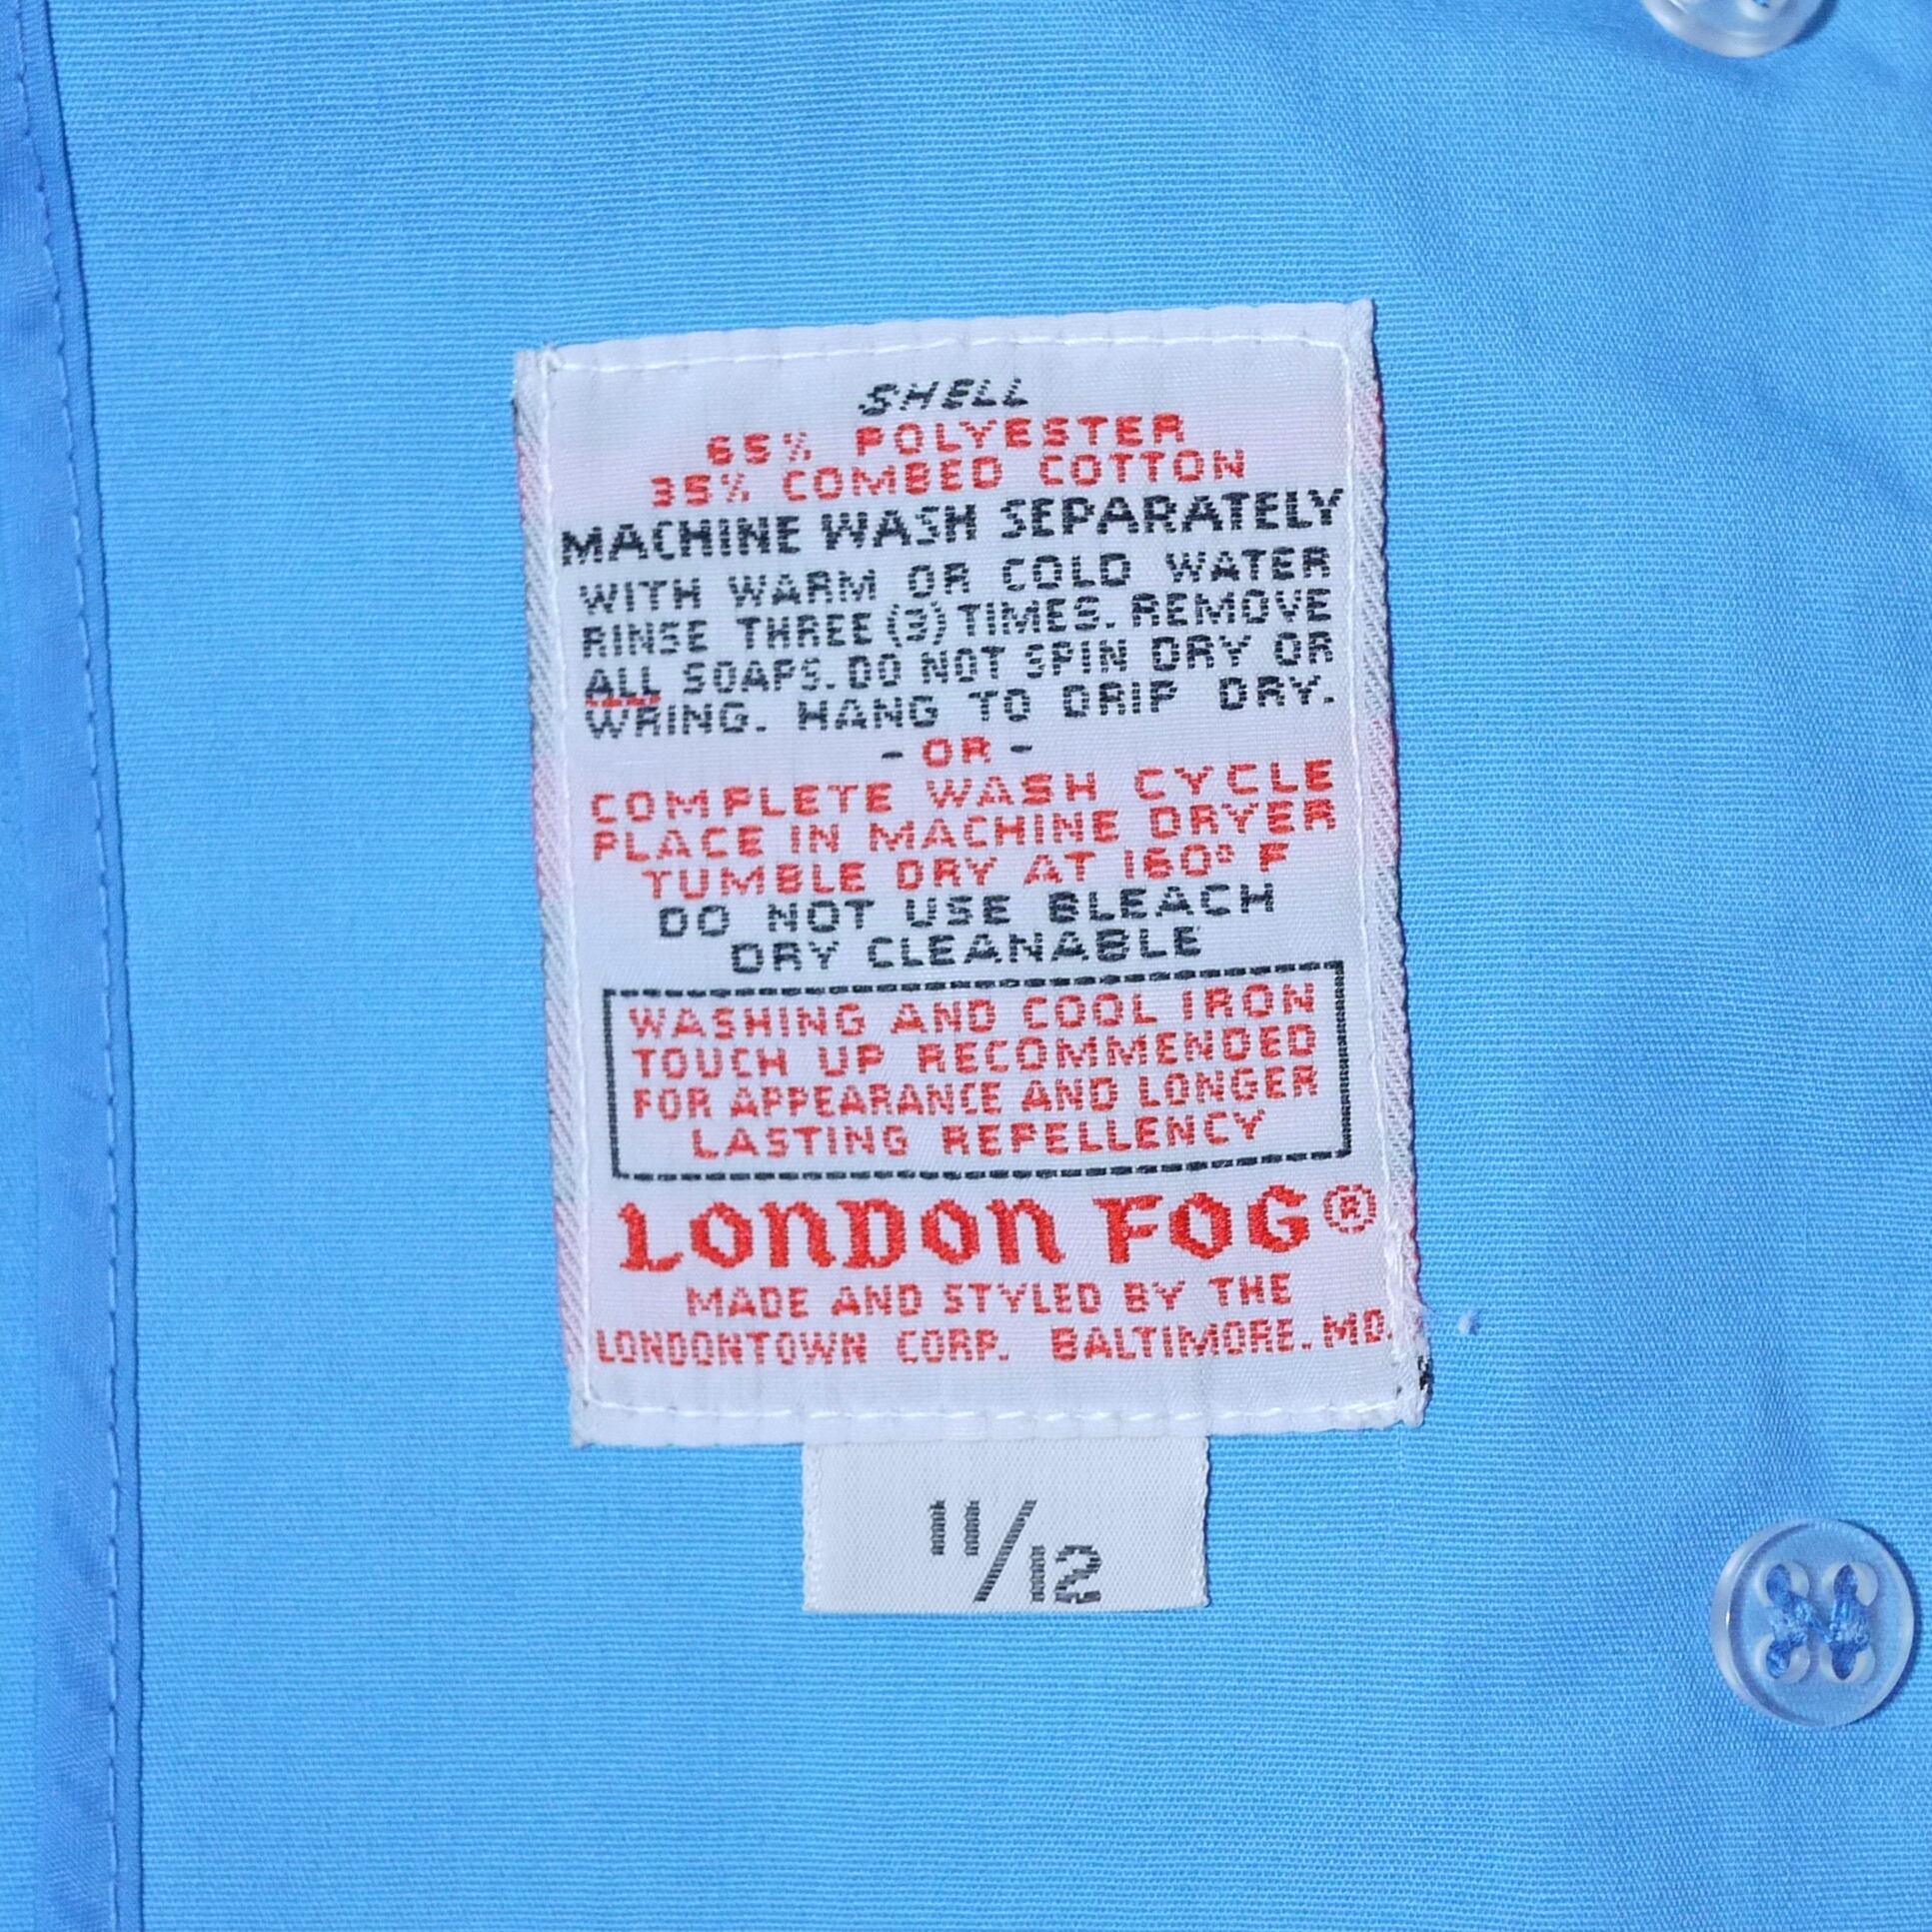 SHELL
65% POLYESTER
35% COMBED COTTON
MACHINE WASH SEPARATELY
WITH WARM OR COLD WATER
RINSE THREE (3) TIMES. REMOVE
ALL SOAPS. DO NOT SPIN DRY OR
WRING. HANG TO DRIP DRY.
- OR -
COMPLETE WASH CYCLE
PLACE IN MACHINE DRYER
TUMBLE DRY AT 160° F
DO NOT USE BLEACH
DRY CLEANABLE
WASHING AND COOL IRON
TOUCH UP RECOMMENDED
FOR APPEARANCE AND LONGER
LASTING REPELLENCY
LONDON FOG®
MADE AND STYLED BY THE
LONDONTOWN CORP. BALTIMORE. MD.
11/12